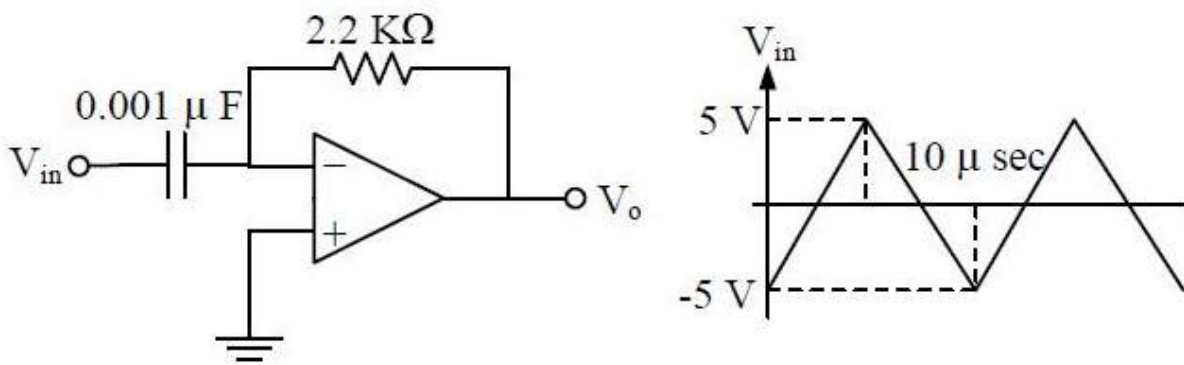 2.2 KΩ
0.001 μ F
V_in
−
+
V_o
V_in
5 V
10 μ sec
-5 V